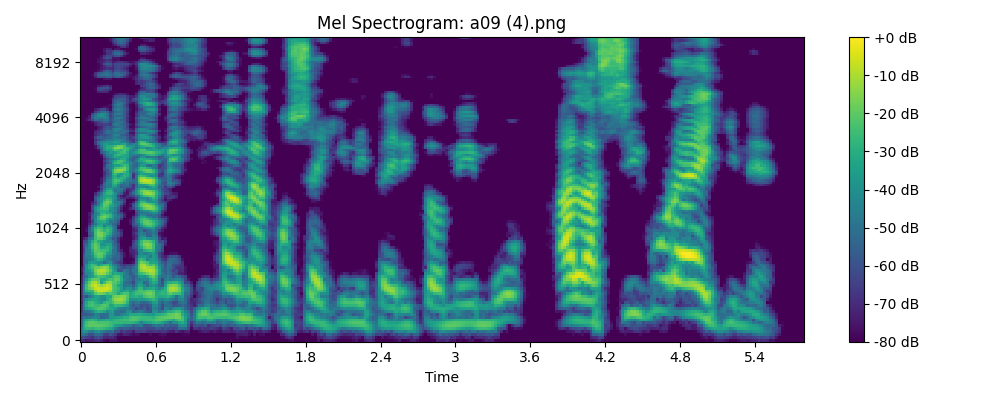 Mel Spectrogram: a09 (4).png
8192
4096
2048
1024
512
0
Hz
0 0.6 1.2 1.8 2.4 3 3.6 4.2 4.8 5.4
Time
+0 dB
-10 dB
-20 dB
-30 dB
-40 dB
-50 dB
-60 dB
-70 dB
-80 dB